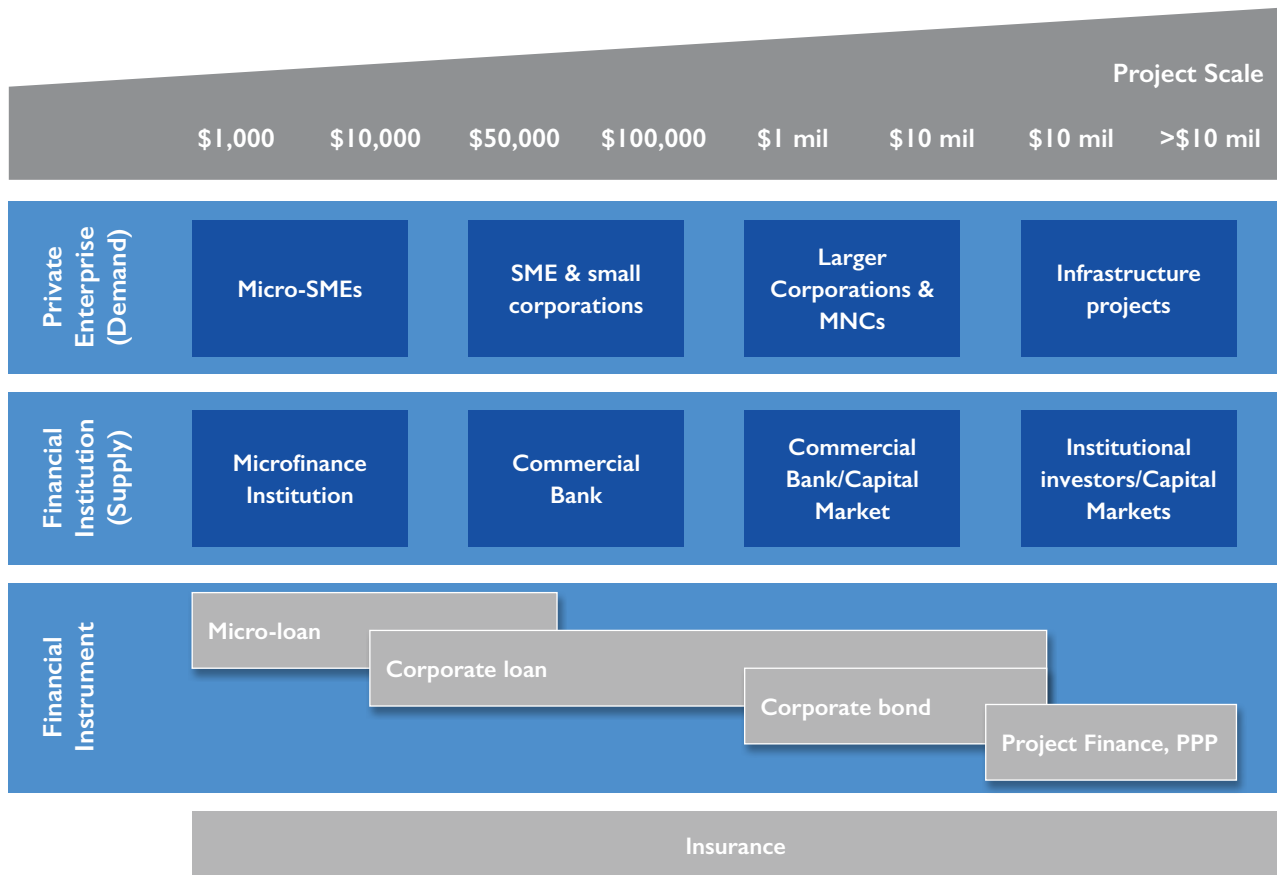 Project Scale
$1,000 $10,000 $50,000 $100,000 $1 mil $10 mil $10 mil >$10 mil
Private
Enterprise
(Demand)
Micro-SMEs
SME & small
corporations
Larger
Corporations &
MNCs
Infrastructure
projects
Financial
Institution
(Supply)
Microfinance
Institution
Commercial
Bank
Commercial
Bank/Capital
Market
Institutional
investors/Capital
Markets
Financial
Instrument
Micro-loan
Corporate loan
Corporate bond
Project Finance, PPP
Insurance